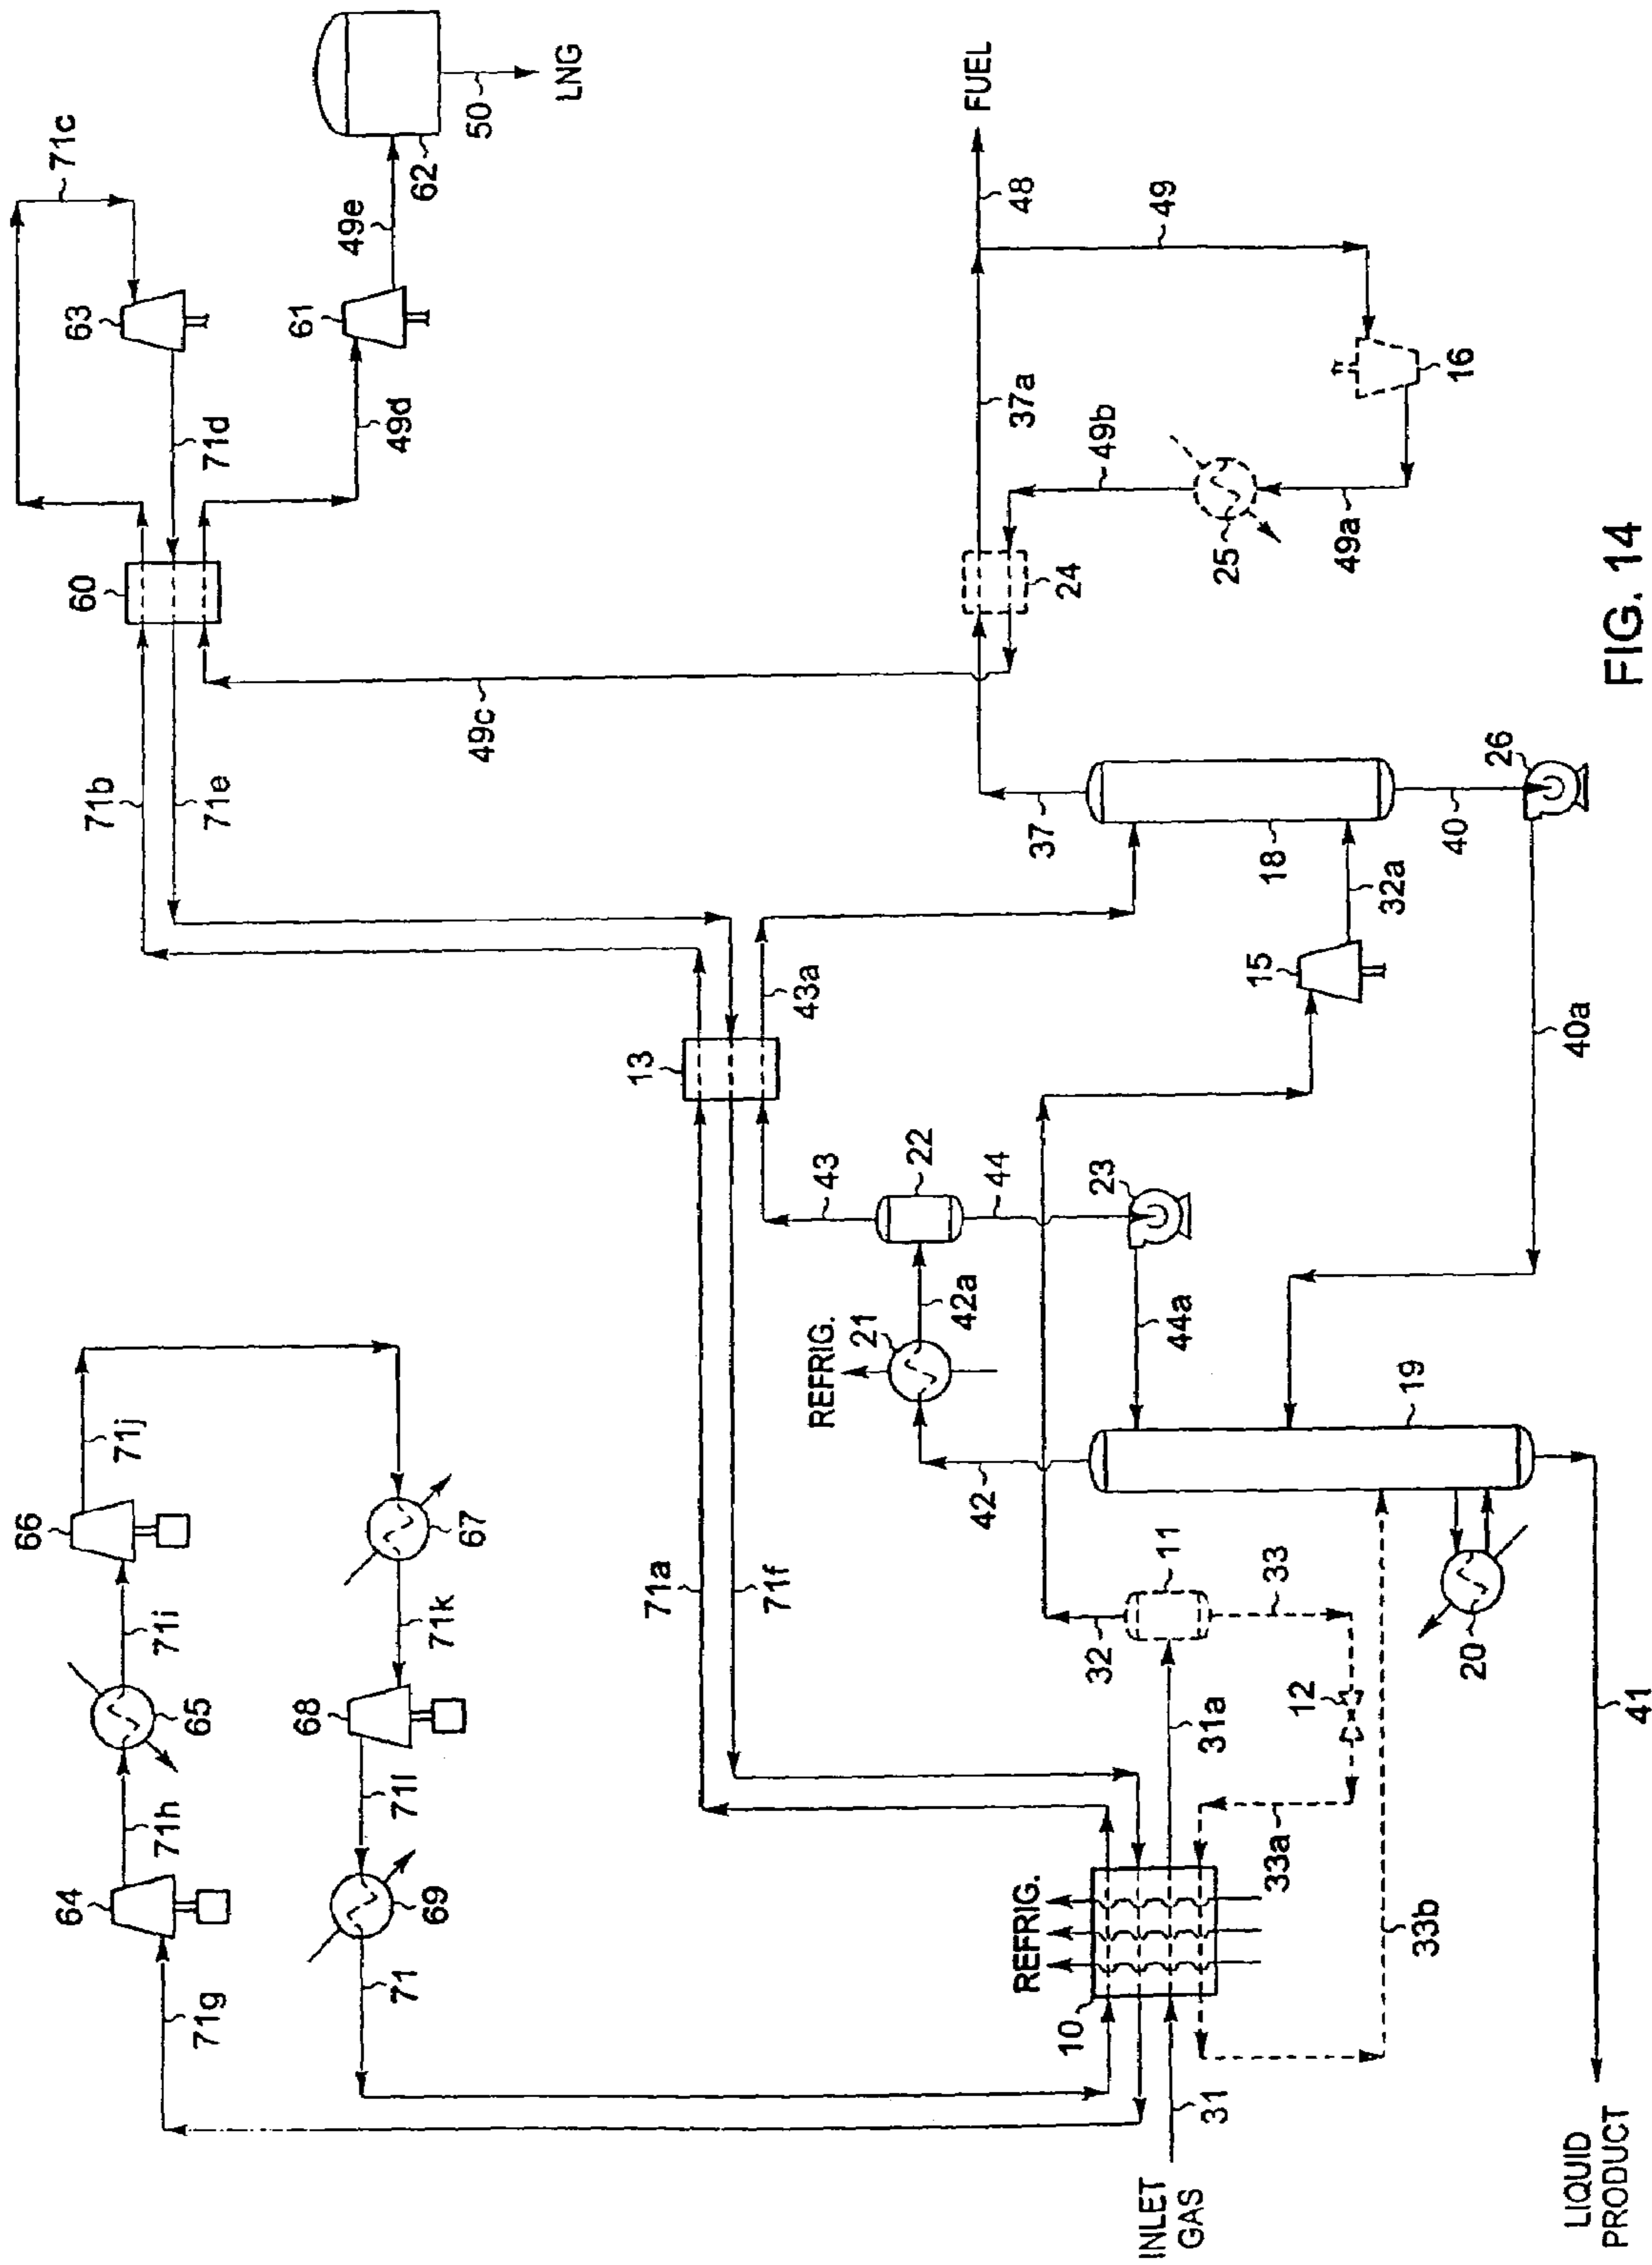 71c
63
71d
60
61
49e
62
50
LNG
49d
71b
71e
49c
FUEL
48
49
37a
16
49b
25
49a
24
37
18
32a
15
40
26
40a
13
43a
43
22
44
23
44a
42a
21
REFRIG.
42
19
20
41
66
71j
67
71i
71k
65
68
71h
71l
64
69
71g
71
71a
71f
11
33
32
12
31a
33a
33b
REFRIG.
10
31
INLET
GAS
LIQUID
PRODUCT
FIG. 14